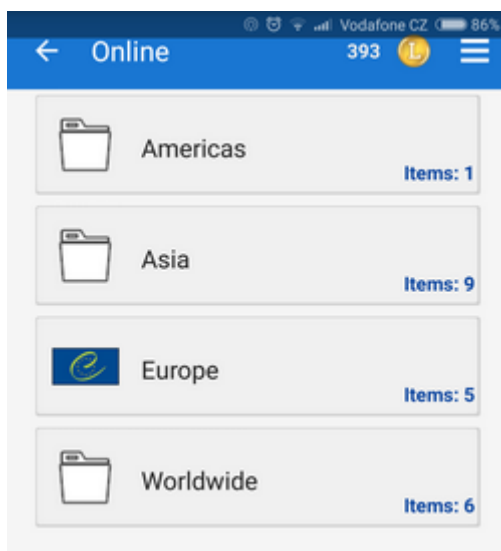 Vodafone CZ 86%
Online 393 L
Americas
Items: 1
Asia
Items: 9
Europe
Items: 5
Worldwide
Items: 6